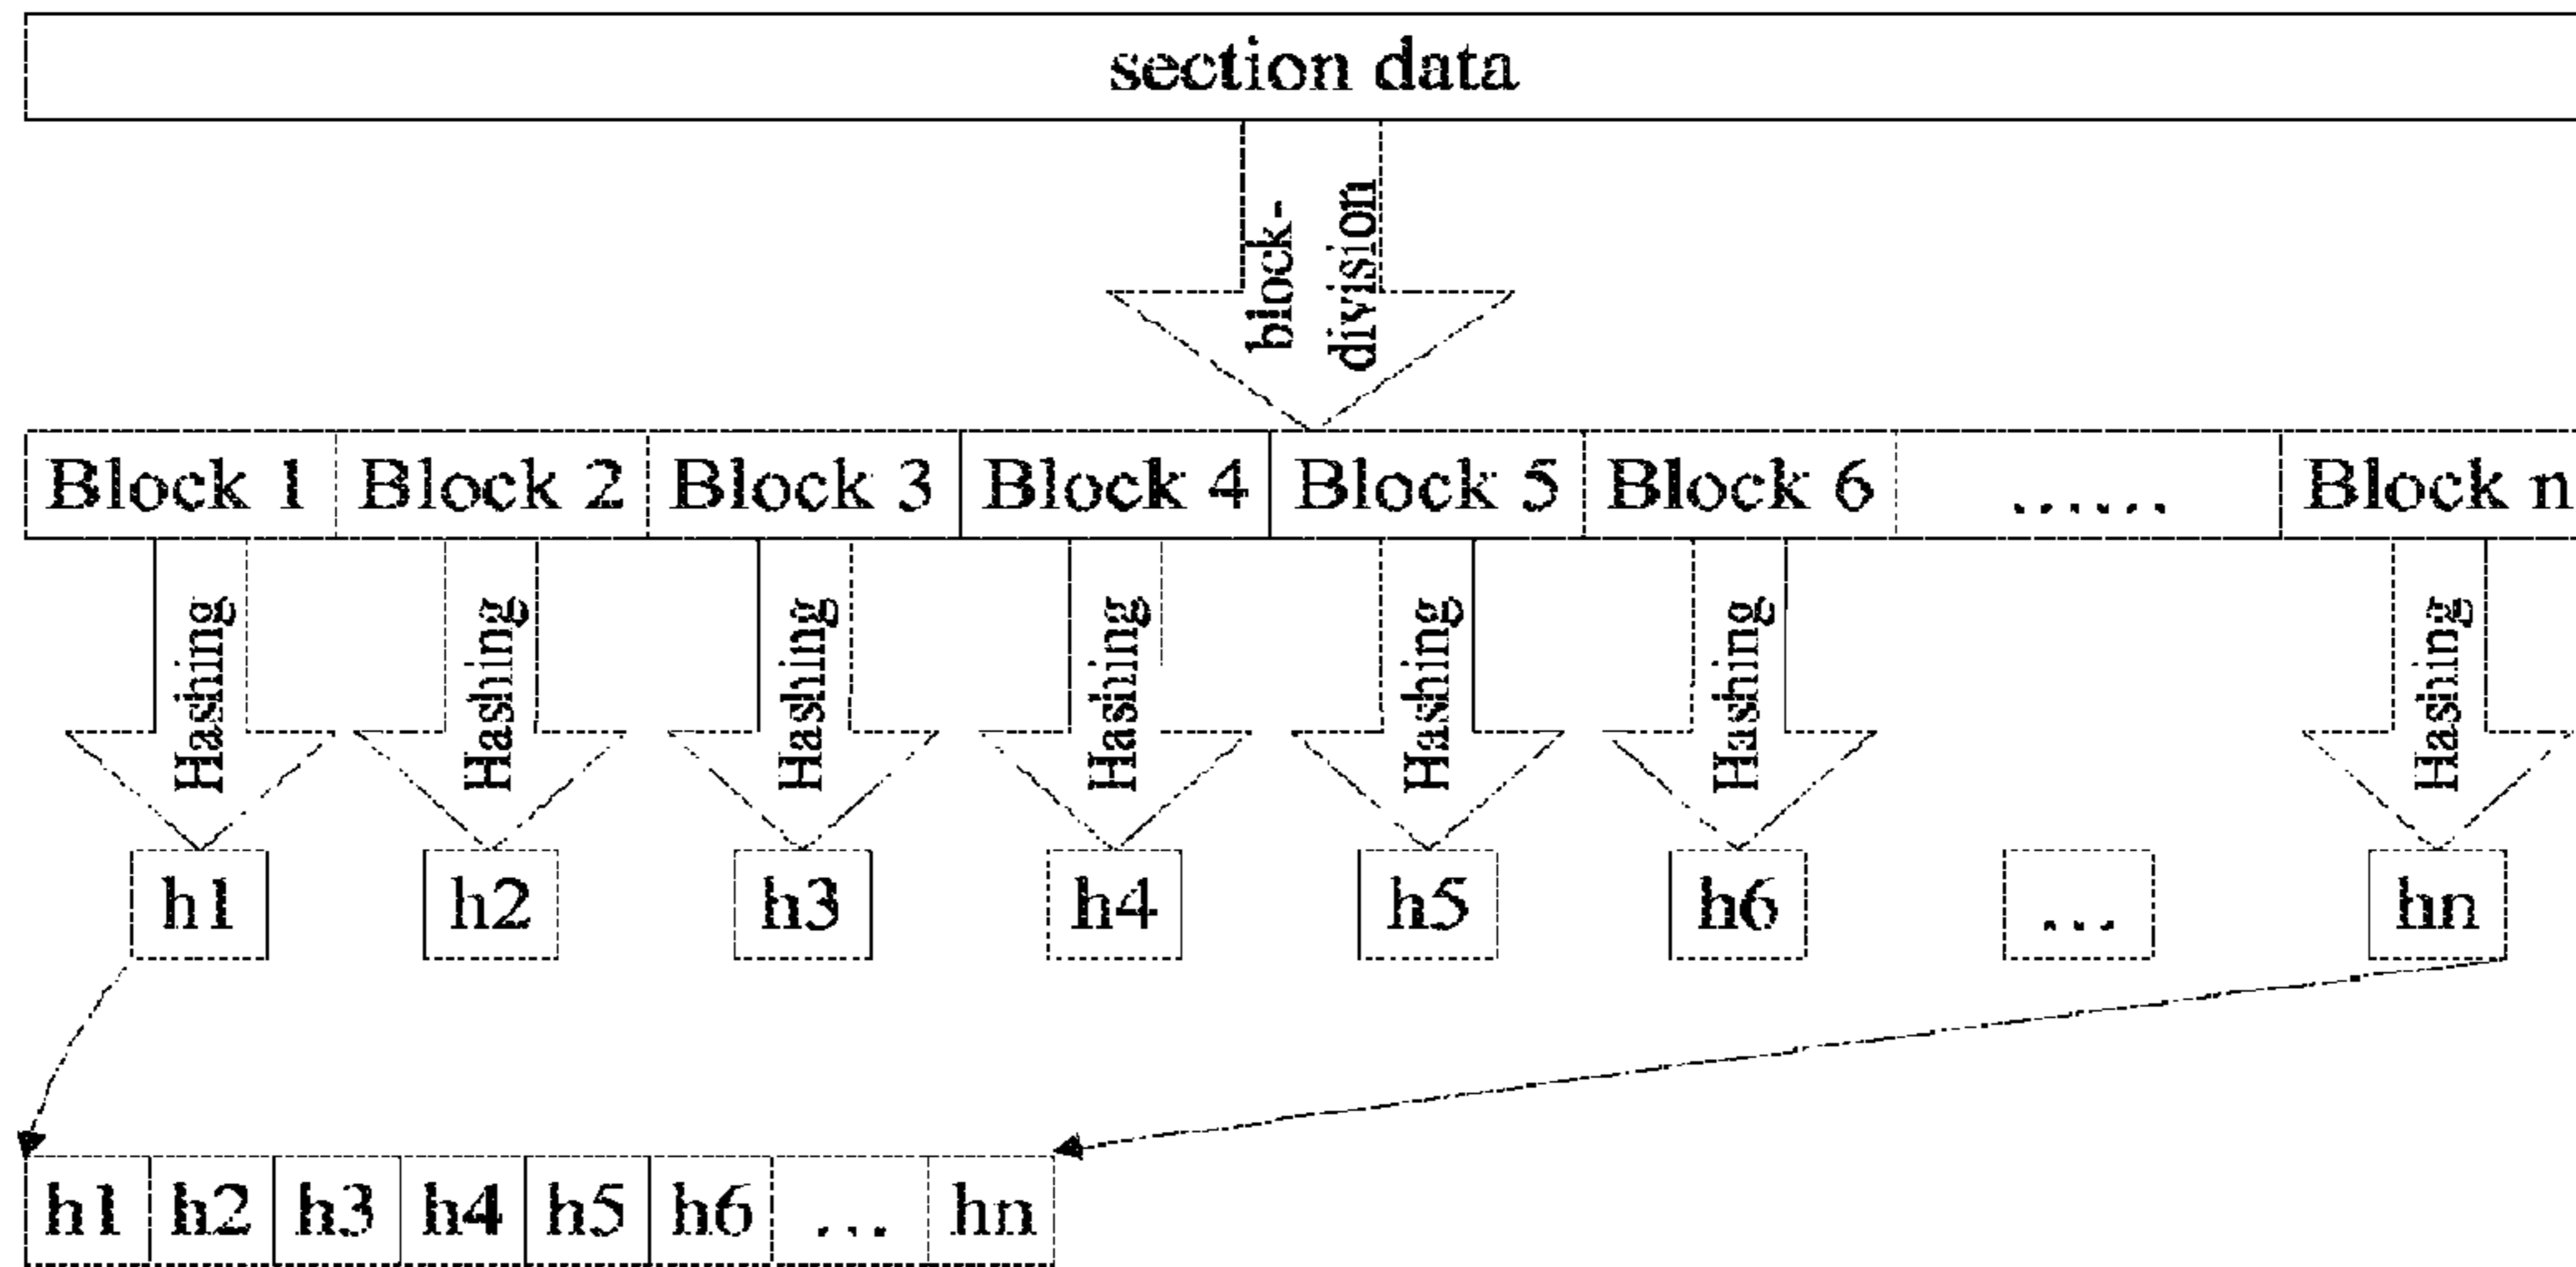 section data
block-
division
Block 1 Block 2 Block 3 Block 4 Block 5 Block 6 ...... Block n
Hashing Hashing Hashing Hashing Hashing Hashing Hashing
h1 h2 h3 h4 h5 h6 ... hn
h1 h2 h3 h4 h5 h6 ... hn